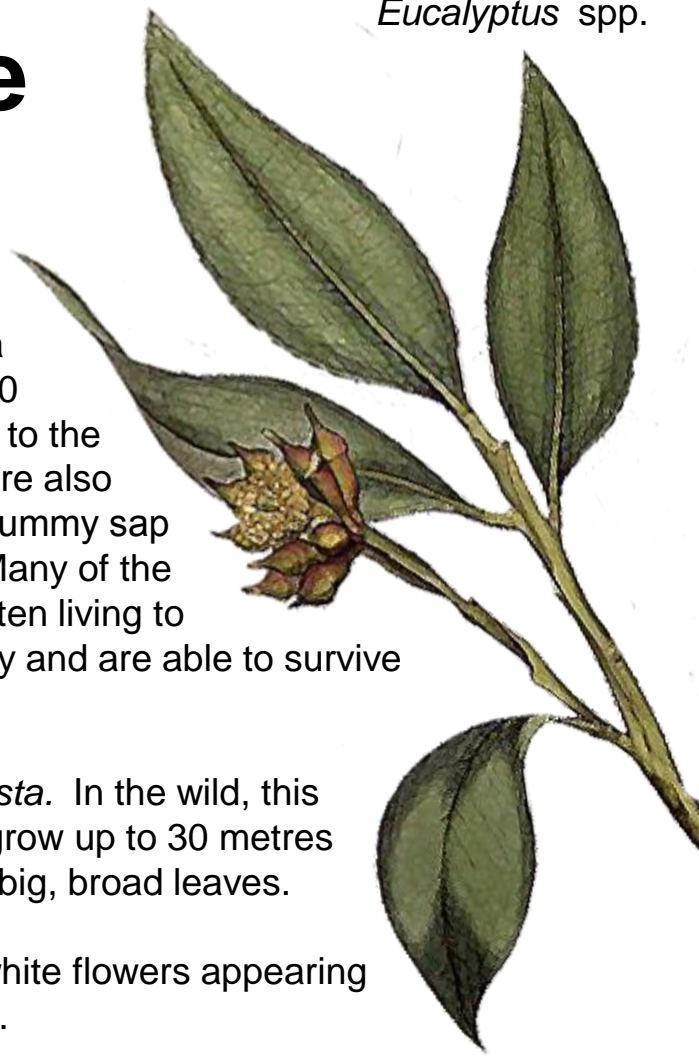 Eucalyptus spp.
e
0
to the
re also
ummy sap
Many of the
ten living to
y and are able to survive
sta. In the wild, this
grow up to 30 metres
big, broad leaves.
white flowers appearing
.